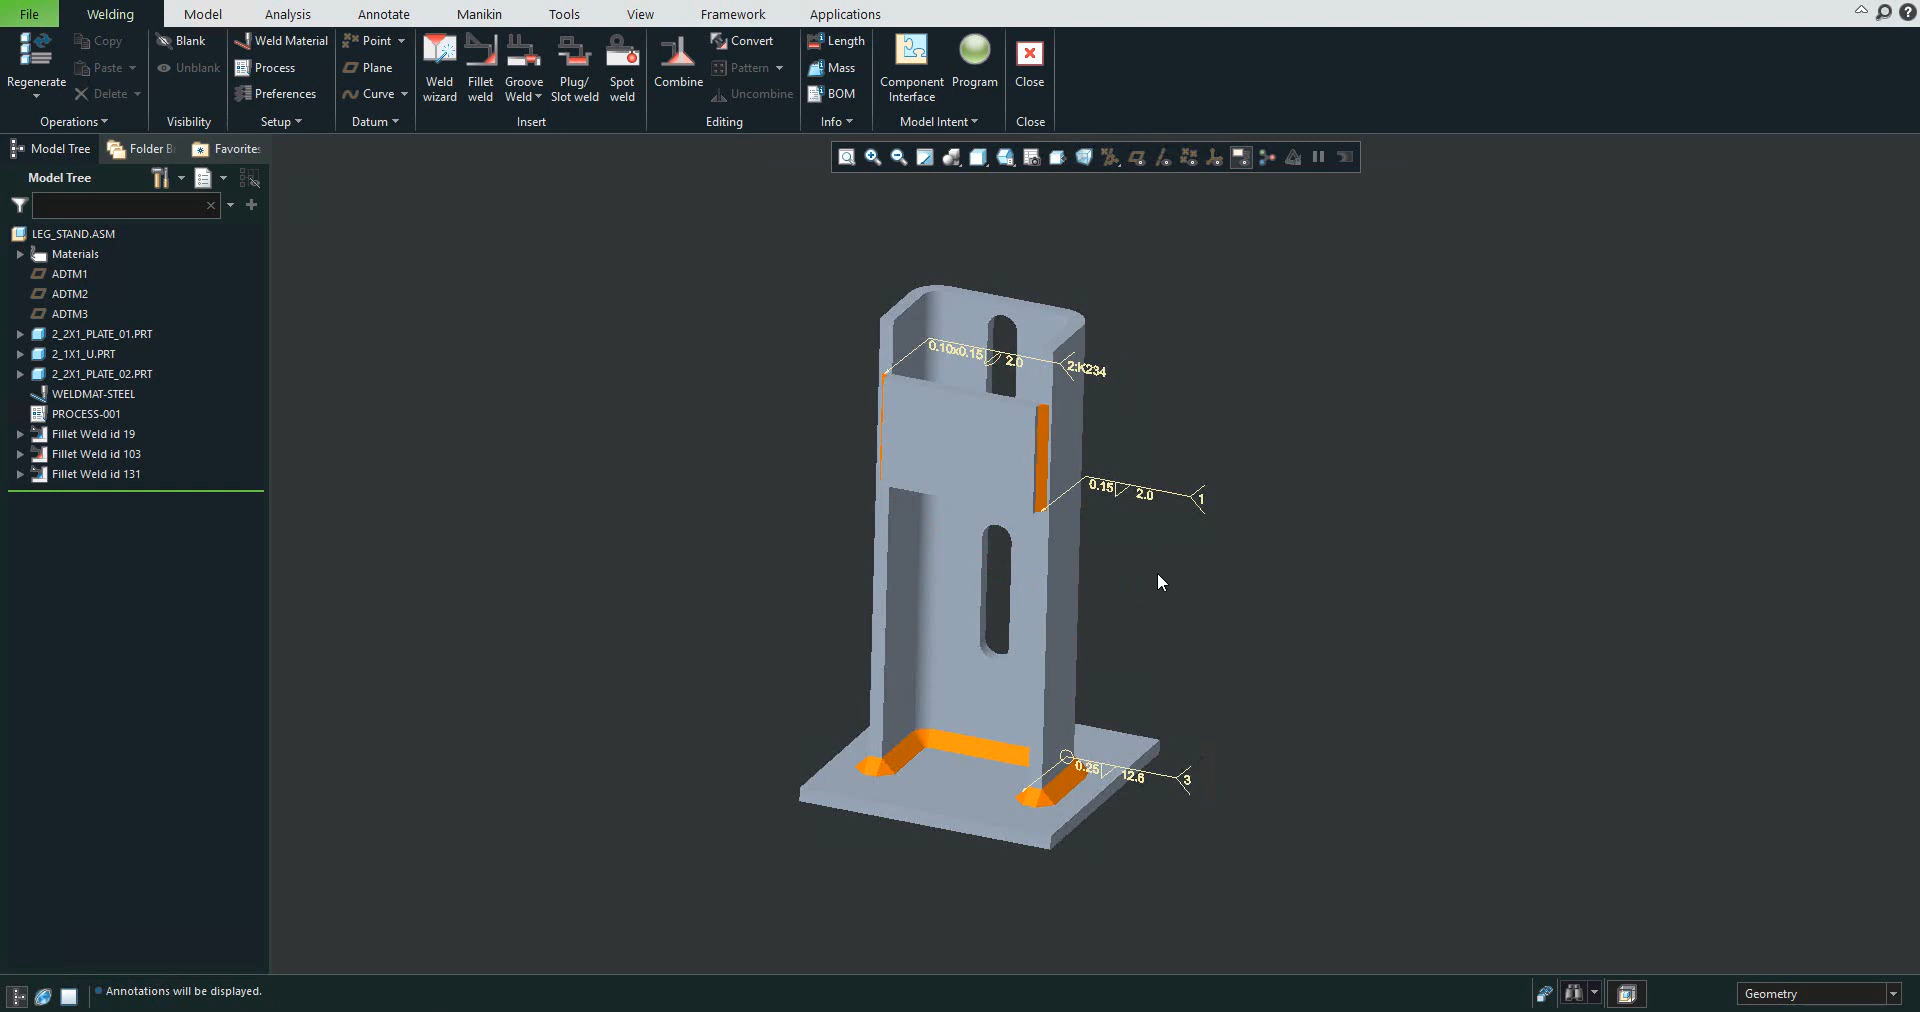 File Welding Model Analysis Annotate Manikin Tools View Framework Applications
Regenerate
Copy
Paste
Delete
Operations
Blank
Unblank
Visibility
Weld Material
Process
Preferences
Setup
Point
Plane
Curve
Datum
Weld wizard
Fillet weld
Groove Weld
Plug/ Slot weld
Spot weld
Insert
Combine
Convert
Pattern
Uncombine
Editing
Length
Mass
BOM
Info
Component Interface
Program
Model Intent
Close
Close
Model Tree Folder B Favorites
Model Tree
LEG_STAND.ASM
Materials
ADTM1
ADTM2
ADTM3
2_2X1_PLATE_01.PRT
2_1X1_U.PRT
2_2X1_PLATE_02.PRT
WELDMAT-STEEL
PROCESS-001
Fillet Weld id 19
Fillet Weld id 103
Fillet Weld id 131
0.10x0.15 2.0 2:K234
0.15 2.0 1
0.25 12.6 3
Annotations will be displayed.
Geometry